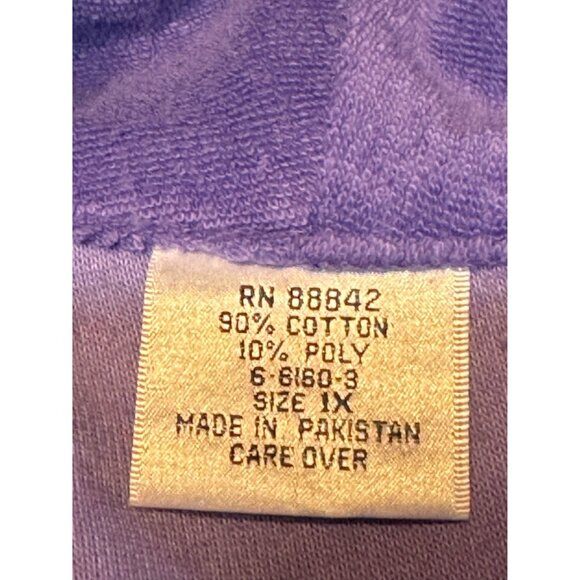 RN 88842
90% COTTON
10% POLY
6-6160-3
SIZE 1X
MADE IN PAKISTAN
CARE OVER